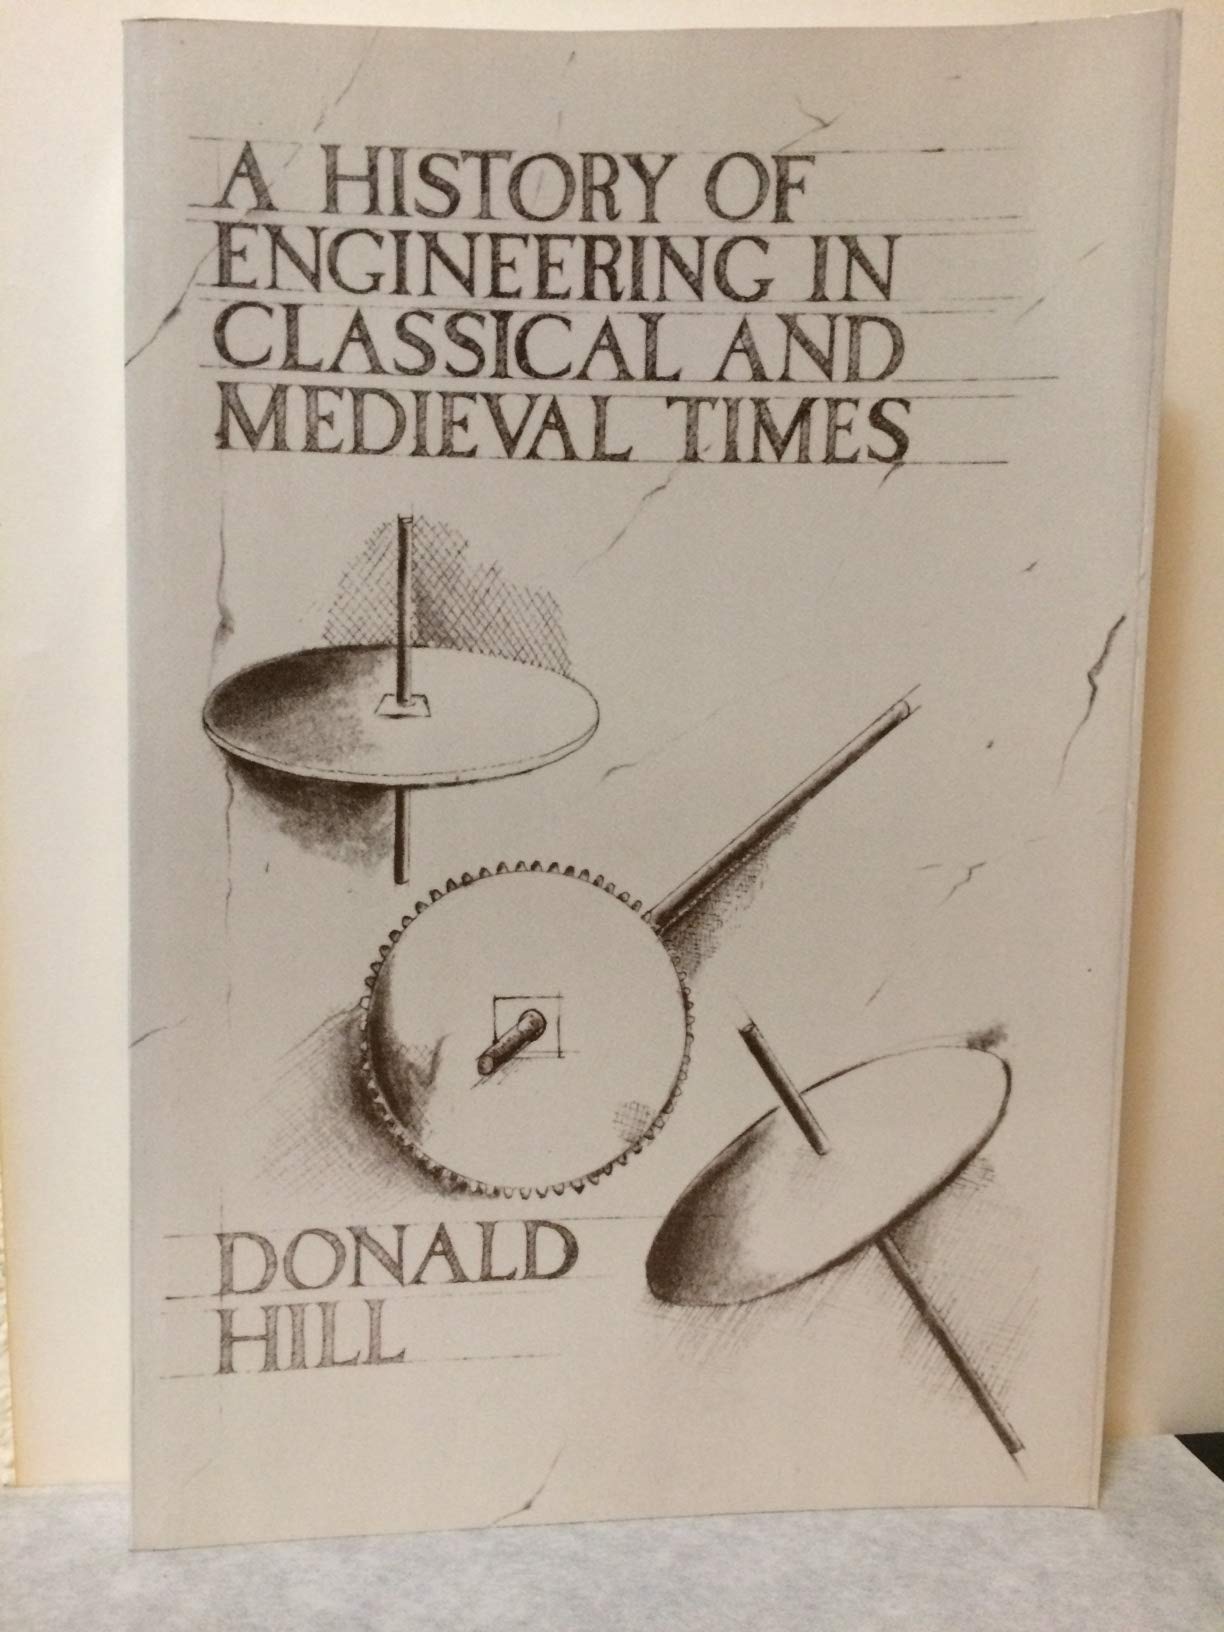 A HISTORY OF
ENGINEERING IN
CLASSICAL AND
MEDIEVAL TIMES
DONALD
HILL